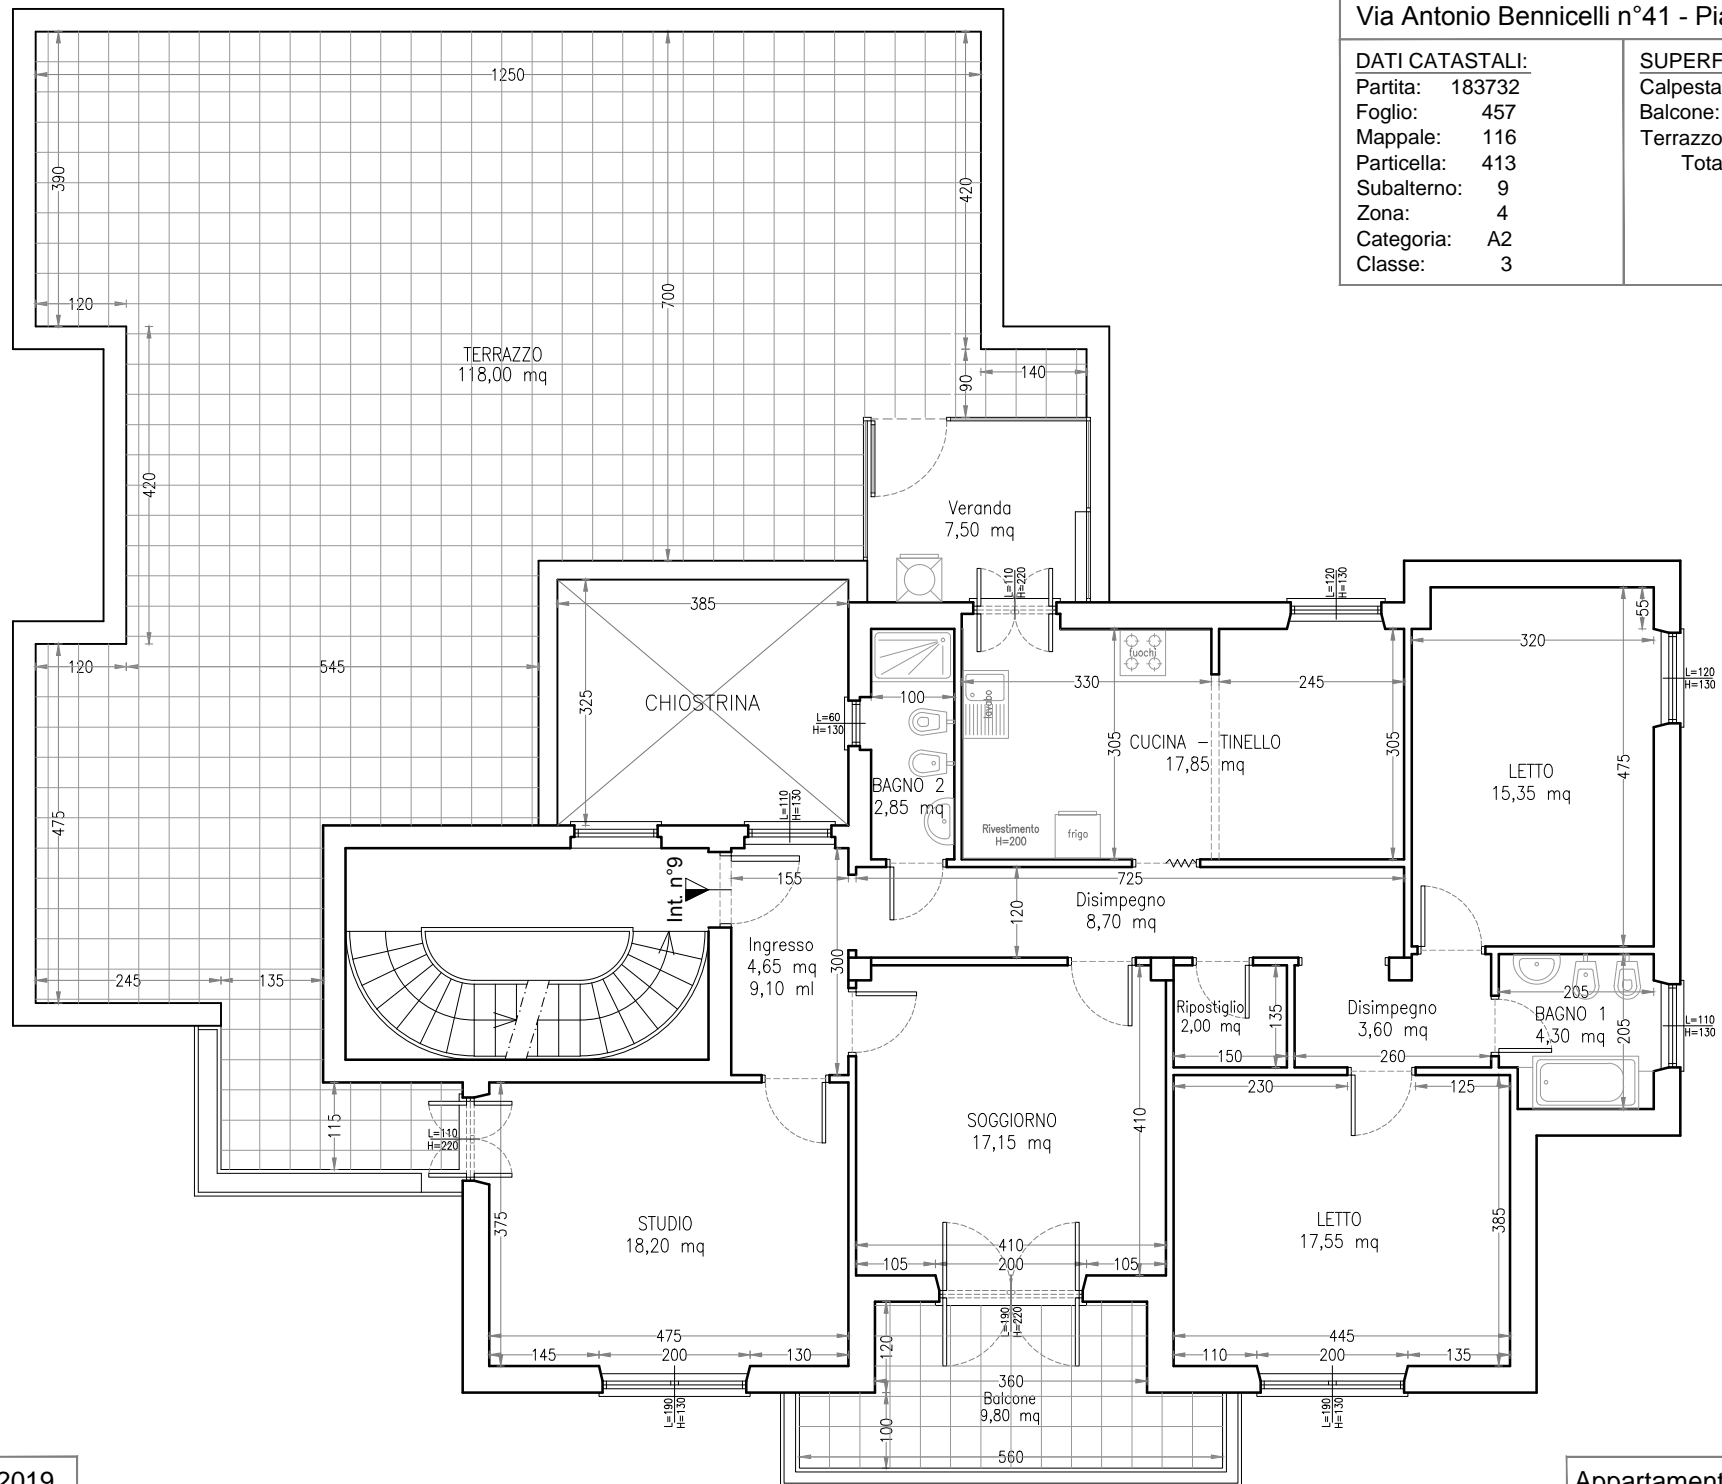 Via Antonio Bennicelli n°41 -
DATI CATASTALI:
Partita: 183732
Foglio: 457
Mappale: 116
Particella: 413
Subalterno: 9
Zona: 4
Categoria: A2
Classe: 3
Balcone:
1250
390
420
120
700
TERRAZZO
118,00 mq
90
140
420
Veranda
7,50 mq
L=110
H=220
L=120
H=130
385
55
120
545
320
L=120
H=130
325
CHIOSTRINA
100
330
fuochi
245
lavabo
L=60
H=130
305
CUCINA - TINELLO
17,85 mq
305
475
LETTO
15,35 mq
BAGNO 2
2,85 mq
L=110
H=130
475
Rivestimento
H=200
frigo
Int. n°9
155
725
120
Disimpegno
8,70 mq
Ingresso
4,65 mq
9,10 ml
300
245
135
205
Ripostiglio
2,00 mq
135
Disimpegno
3,60 mq
BAGNO 1
4,30 mq
205
L=110
H=130
150
260
230
125
115
L=110
H=220
SOGGIORNO
17,15 mq
410
375
STUDIO
18,20 mq
LETTO
17,55 mq
385
410
105
200
105
L=190
H=220
475
445
145
200
130
120
110
200
135
360
Balcone
9,80 mq
L=190
H=130
L=190
H=130
100
560
2019